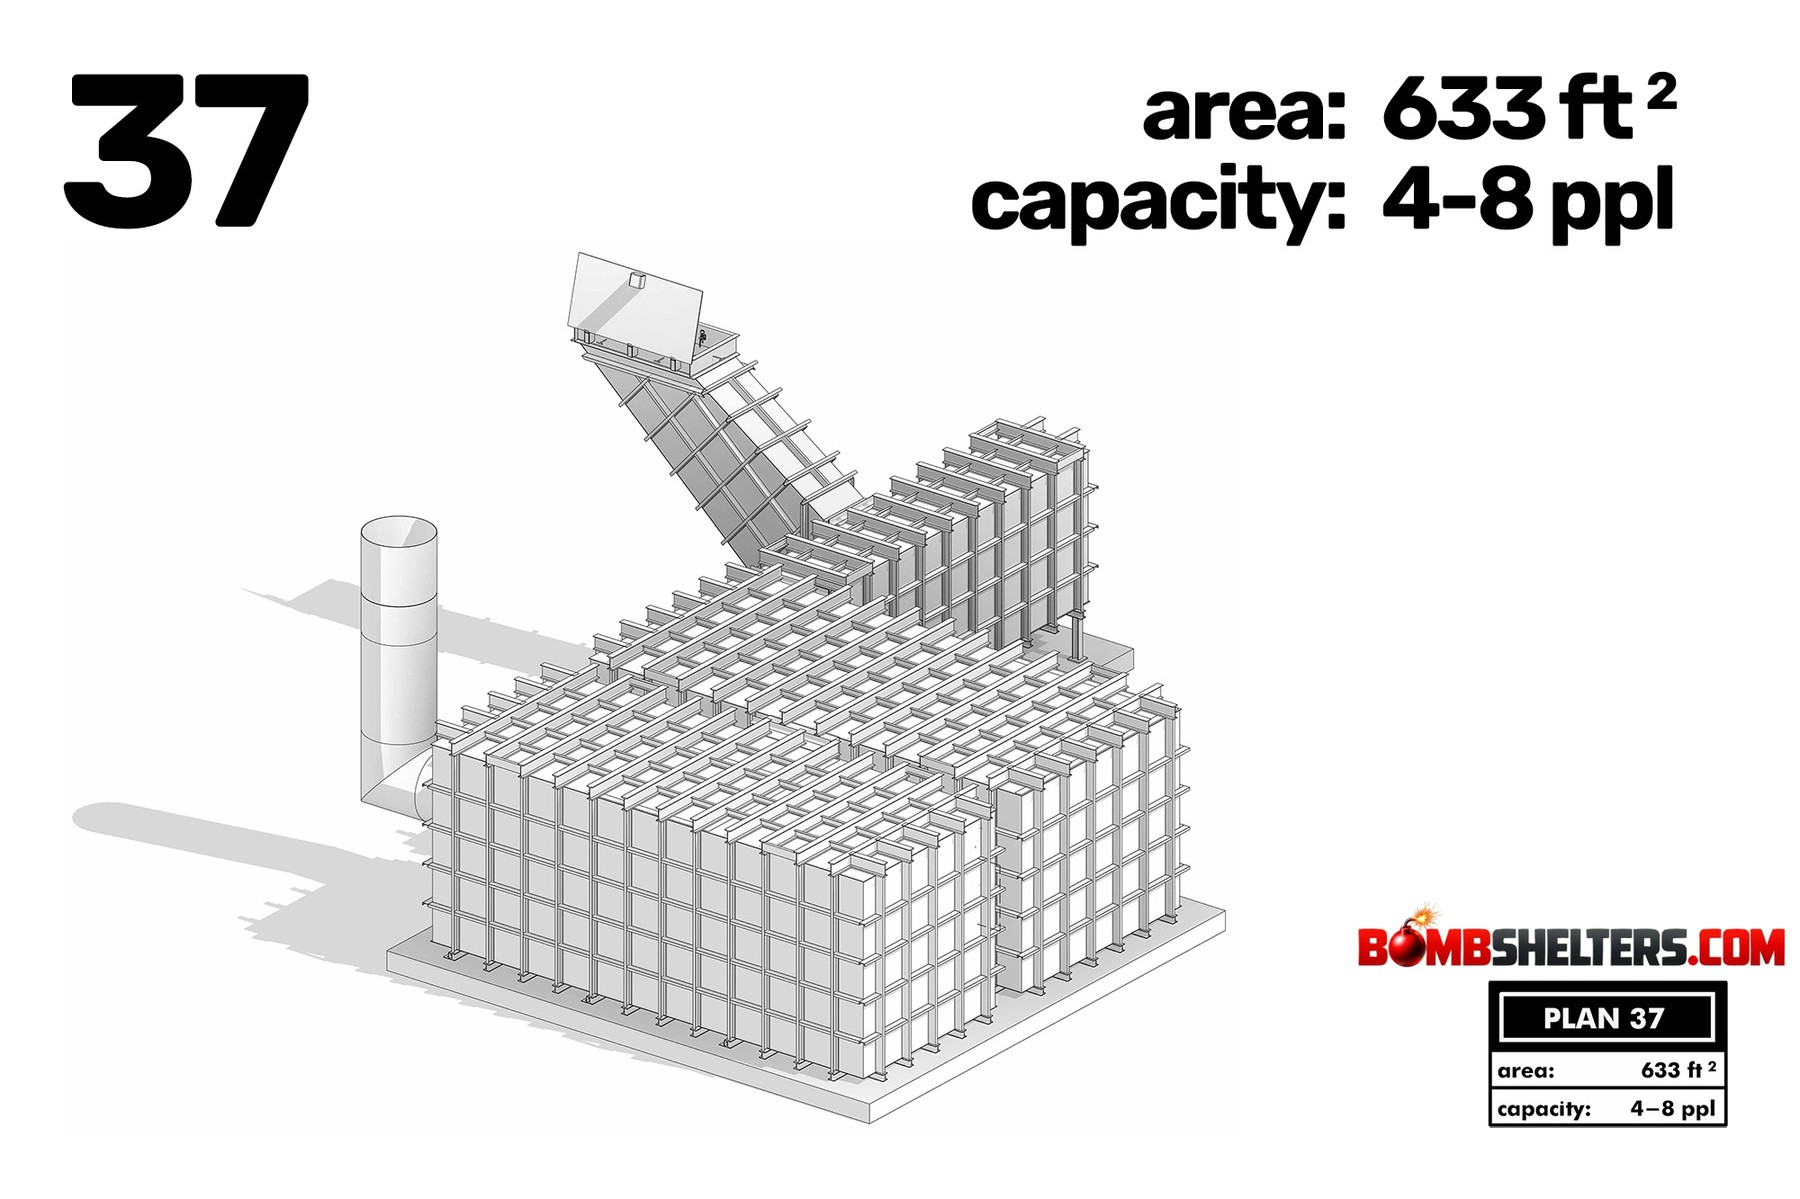 37
area: 633 ft²
capacity: 4-8 ppl
BOMBSHELTERS.COM
PLAN 37
area: 633 ft²
capacity: 4–8 ppl